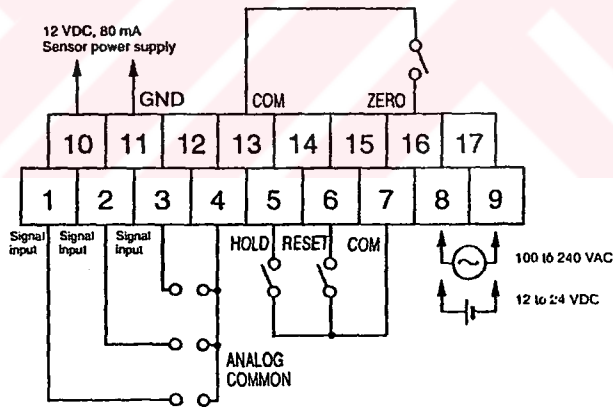 12 VDC, 80 mA
Sensor power supply
GND
COM
ZERO
10 11 12 13 14 15 16 17
1 2 3 4 5 6 7 8 9
Signal input
Signal Input
Signal Input
HOLD
RESET
COM
100 to 240 VAC
12 to 24 VDC
ANALOG
COMMON